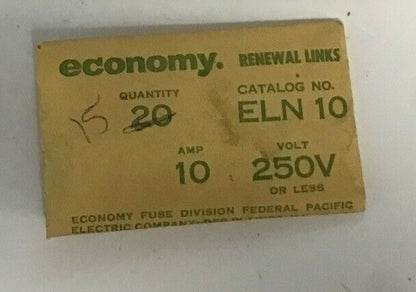 economy. RENEWAL LINKS
QUANTITY CATALOG NO.
15 20 ELN 10
AMP VOLT
10 250V
OR LESS
ECONOMY FUSE DIVISION FEDERAL PACIFIC
ELECTRIC COMPANY